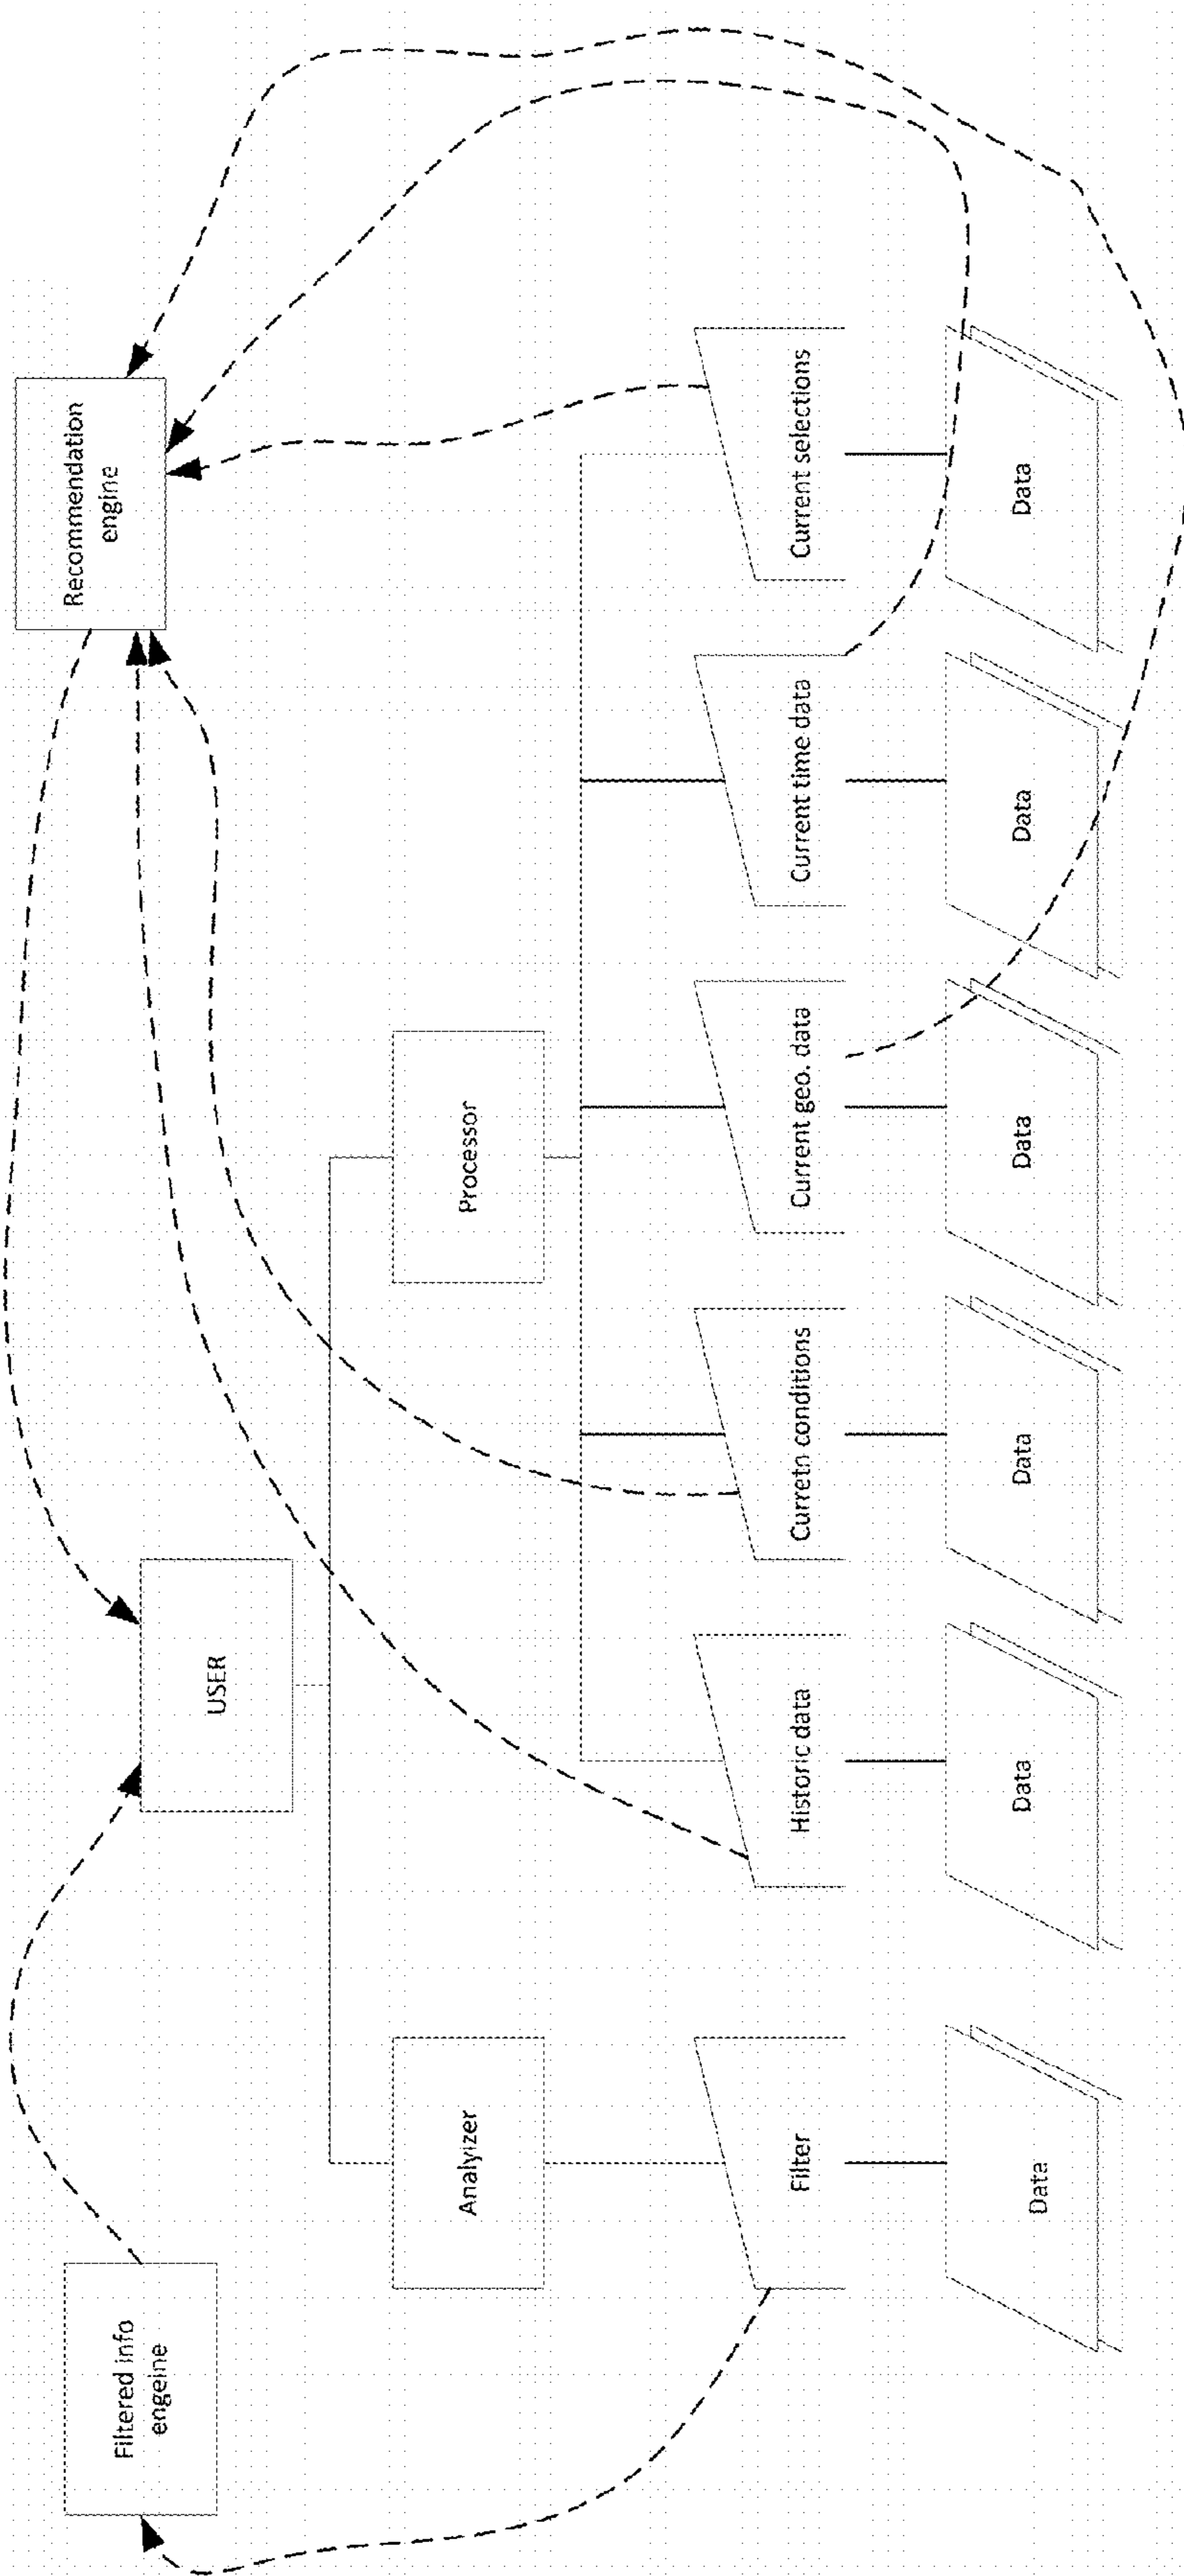 Filtered info
engeine
USER
Recommendation
engine
Analyizer
Processor
Filter
Historic data
Curretn conditions
Current geo. data
Current time data
Current selections
Data
Data
Data
Data
Data
Data